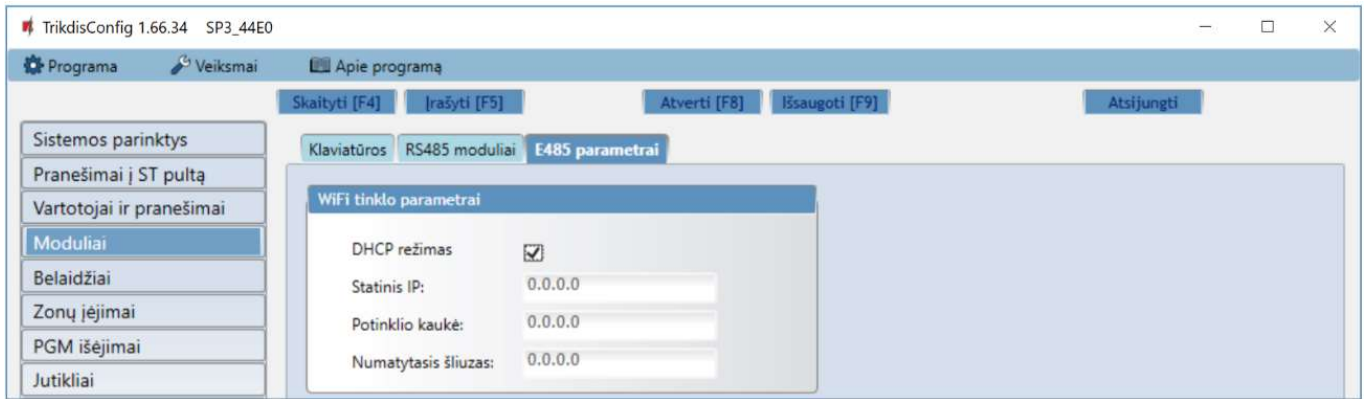 TrikdisConfig 1.66.34 SP3_44E0
Programa Veiksmai Apie programą
Skaityti [F4] Įrašyti [F5] Atverti [F8] Išsaugoti [F9] Atsijungti
Sistemos parinktys
Pranešimai į ST pultą
Vartotojai ir pranešimai
Moduliai
Belaidžiai
Zonų įėjimai
PGM išėjimai
Jutikliai
Klaviatūros RS485 moduliai E485 parametrai
WiFi tinklo parametrai
DHCP režimas
Statinis IP: 0.0.0.0
Potinklio kaukė: 0.0.0.0
Numatytasis šliuzas: 0.0.0.0